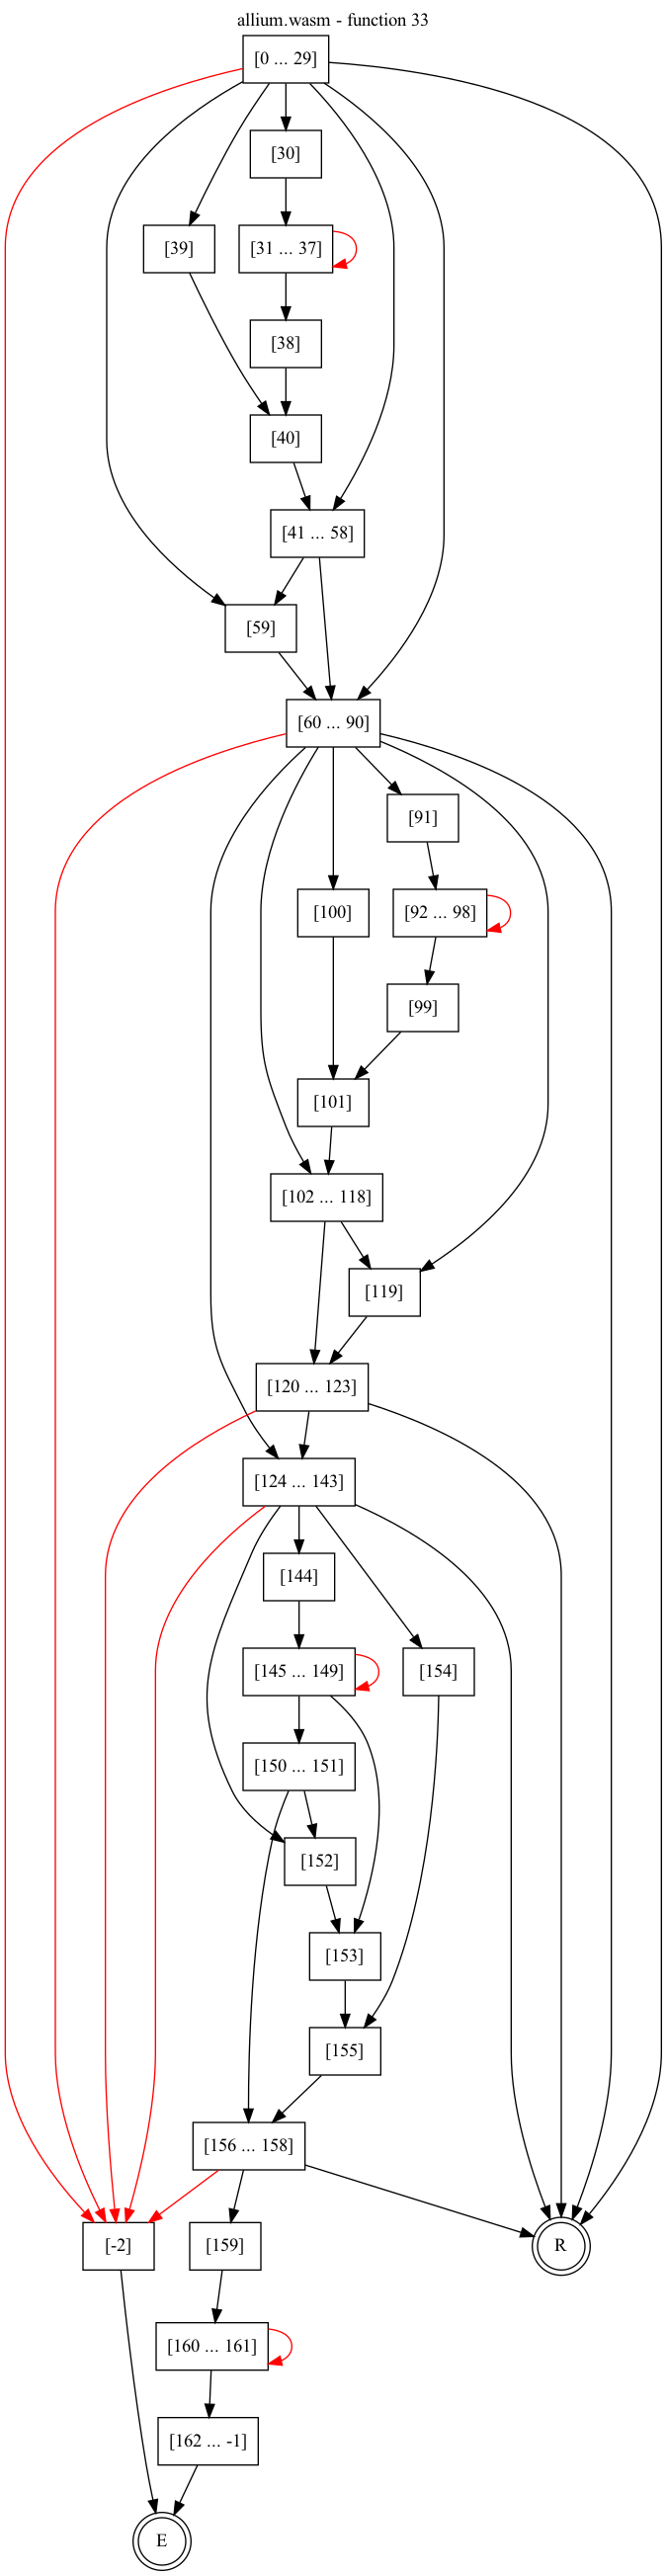 allium.wasm - function 33
[0 ... 29]
[30]
[39]
[31 ... 37]
[38]
[40]
[41 ... 58]
[59]
[60 ... 90]
[91]
[100]
[92 ... 98]
[99]
[101]
[102 ... 118]
[119]
[120 ... 123]
[124 ... 143]
[144]
[145 ... 149]
[154]
[150 ... 151]
[152]
[153]
[155]
[156 ... 158]
[-2]
[159]
R
[160 ... 161]
[162 ... -1]
E